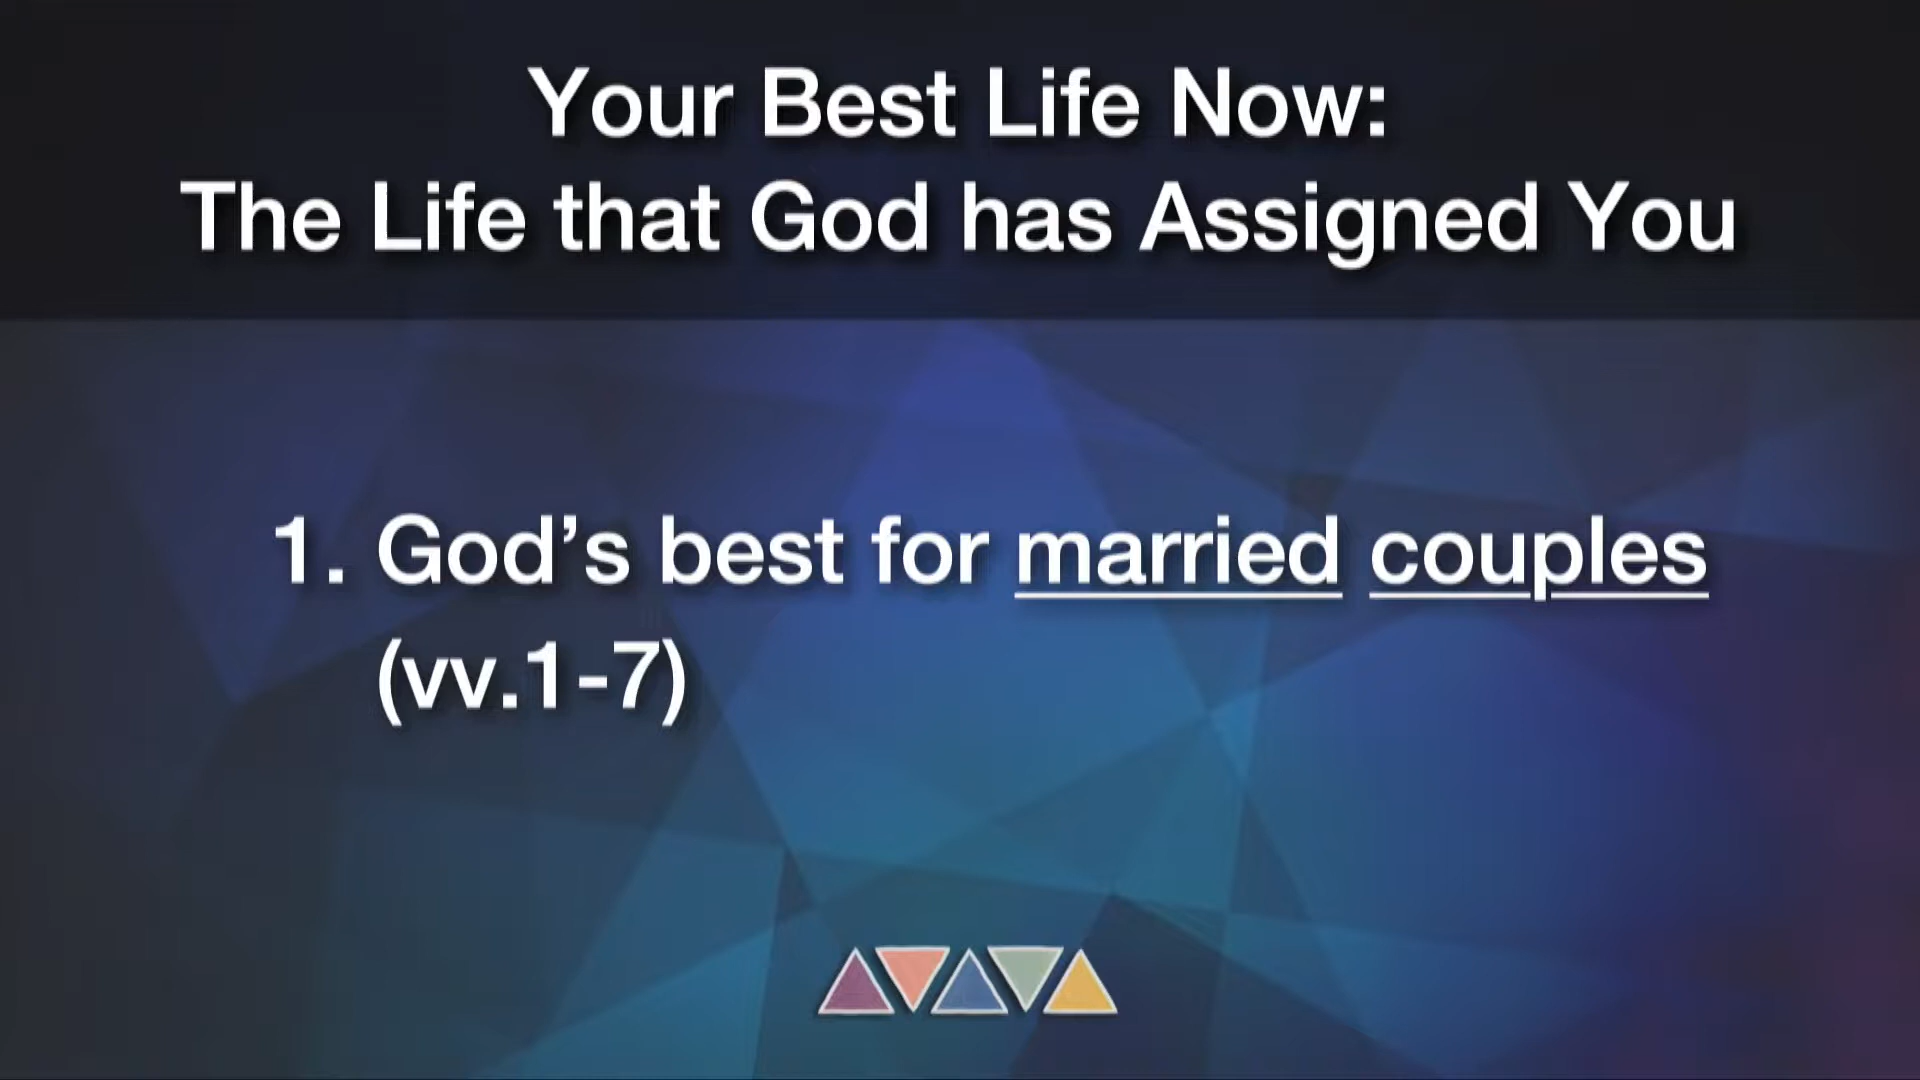 Your Best Life Now:
The Life that God has Assigned You
1. God’s best for married couples
(vv.1-7)